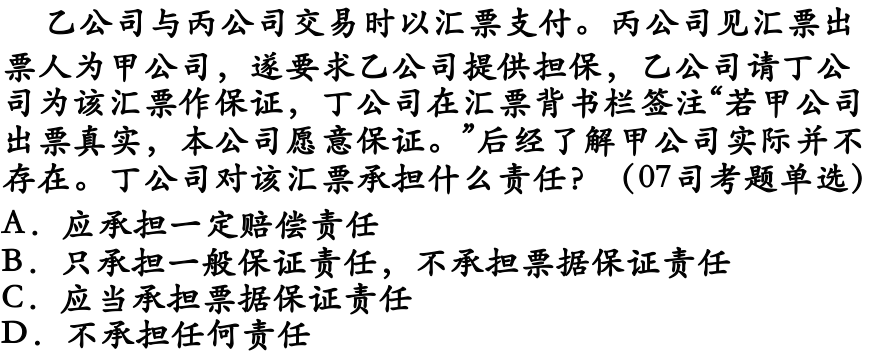 乙公司与丙公司交易时以汇票支付。丙公司见汇票出
票人为甲公司，遂要求乙公司提供担保，乙公司请丁公
司为该汇票作保证，丁公司在汇票背书栏签注“若甲公司
出票真实，本公司愿意保证。”后经了解甲公司实际并不
存在。丁公司对该汇票承担什么责任？（07司考题单选）
A．应承担一定赔偿责任
B．只承担一般保证责任，不承担票据保证责任
C．应当承担票据保证责任
D．不承担任何责任